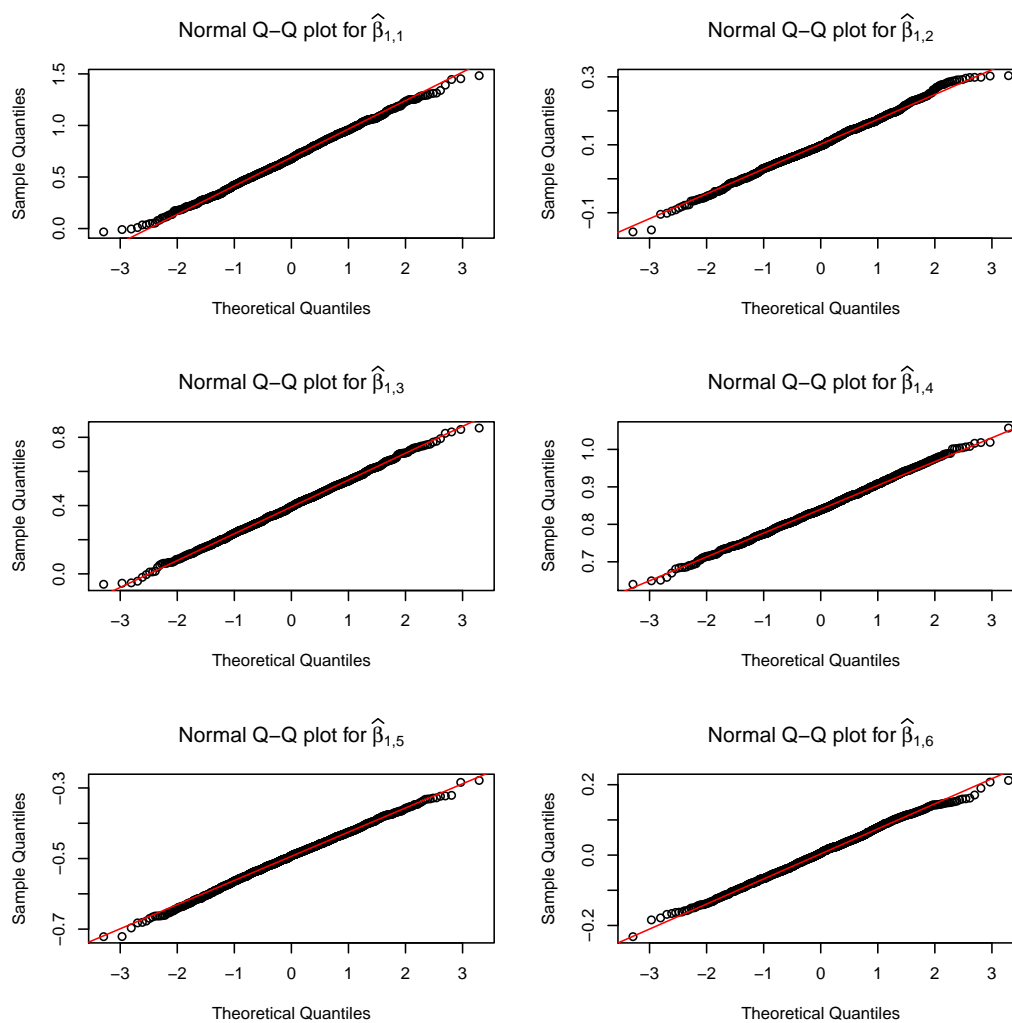 Normal Q−Q plot for β̂1,1
Normal Q−Q plot for β̂1,2
Sample Quantiles
0.0 0.5 1.0 1.5
−3 −2 −1 0 1 2 3
Theoretical Quantiles
Sample Quantiles
−0.1 0.1 0.3
−3 −2 −1 0 1 2 3
Theoretical Quantiles
Normal Q−Q plot for β̂1,3
Normal Q−Q plot for β̂1,4
Sample Quantiles
0.0 0.4 0.8
−3 −2 −1 0 1 2 3
Theoretical Quantiles
Sample Quantiles
0.7 0.8 0.9 1.0
−3 −2 −1 0 1 2 3
Theoretical Quantiles
Normal Q−Q plot for β̂1,5
Normal Q−Q plot for β̂1,6
Sample Quantiles
−0.7 −0.5 −0.3
−3 −2 −1 0 1 2 3
Theoretical Quantiles
Sample Quantiles
−0.2 0.0 0.2
−3 −2 −1 0 1 2 3
Theoretical Quantiles